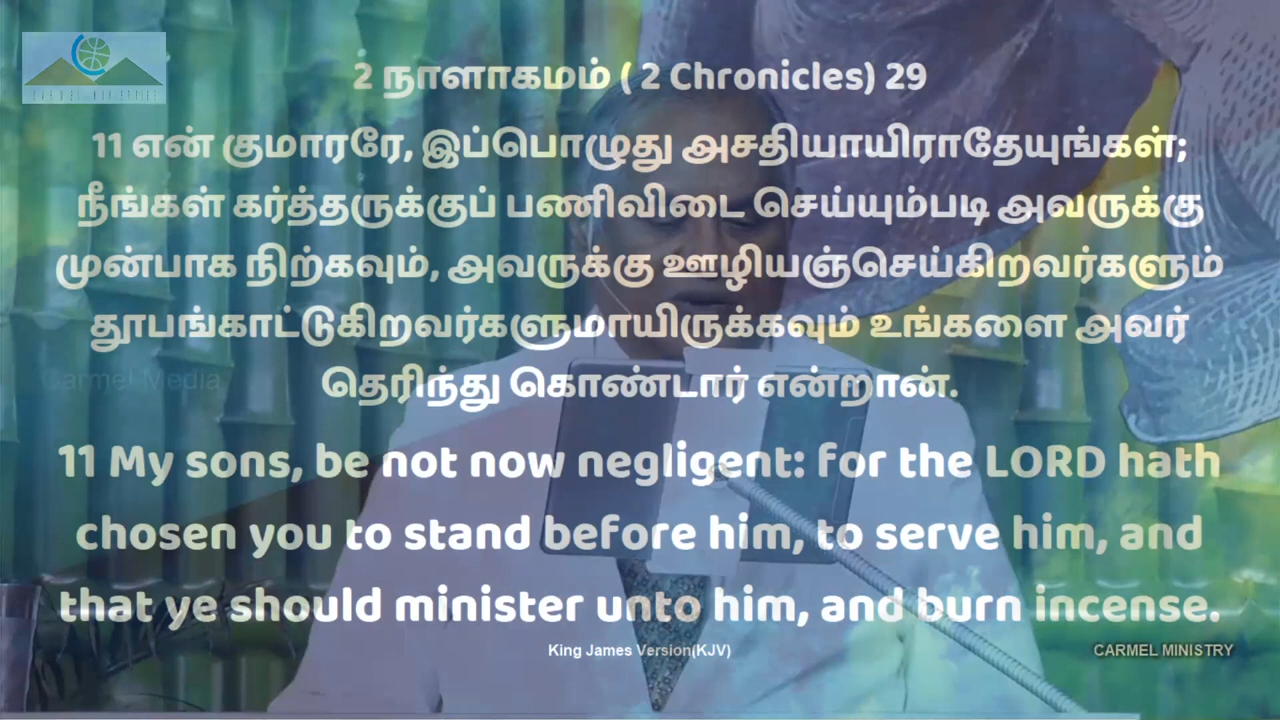 2 நாளாகமம் ( 2 Chronicles) 29
11 என் குமாரரே, இப்பொழுது அசதியாயிராதேயுங்கள்;
நீங்கள் கர்த்தருக்குப் பணிவிடை செய்யும்படி அவருக்கு
முன்பாக நிற்கவும், அவருக்கு ஊழியஞ்செய்கிறவர்களும்
தூபங்காட்டுகிறவர்களுமாயிருக்கவும் உங்களை அவர்
தெரிந்து கொண்டார் என்றான்.
Carmel Media
11 My sons, be not now negligent: for the LORD hath
chosen you to stand before him, to serve him, and
that ye should minister unto him, and burn incense.
King James Version(KJV)
CARMEL MINISTRY